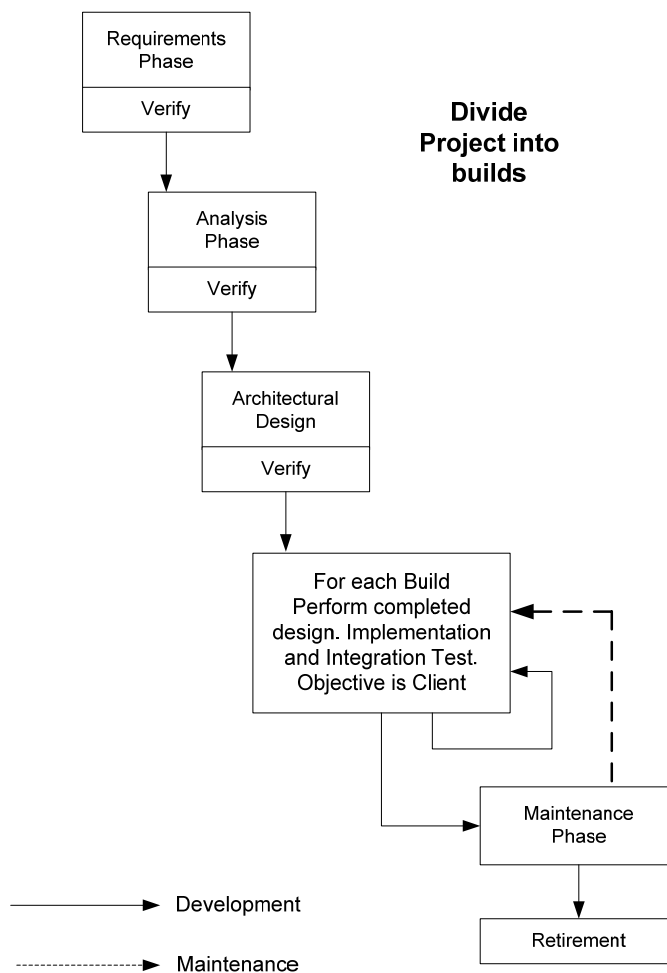 Requirements
Phase
Verify
Divide
Project into
builds
Analysis
Phase
Verify
Architectural
Design
Verify
For each Build
Perform completed
design. Implementation
and Integration Test.
Objective is Client
Maintenance
Phase
Retirement
Development
Maintenance